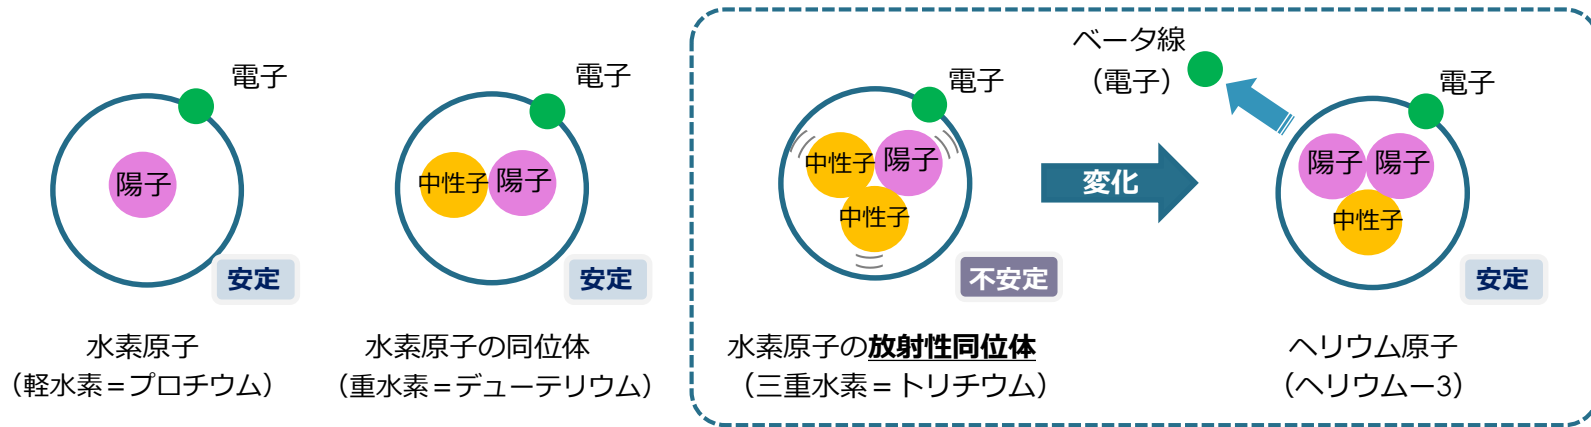 電子
陽子
安定
水素原子
（軽水素＝プロチウム）
電子
中性子
陽子
安定
水素原子の同位体
（重水素＝デューテリウム）
電子
中性子
陽子
中性子
不安定
水素原子の放射性同位体
（三重水素＝トリチウム）
変化
ベータ線
（電子）
電子
陽子
陽子
中性子
安定
ヘリウム原子
（ヘリウムー3）